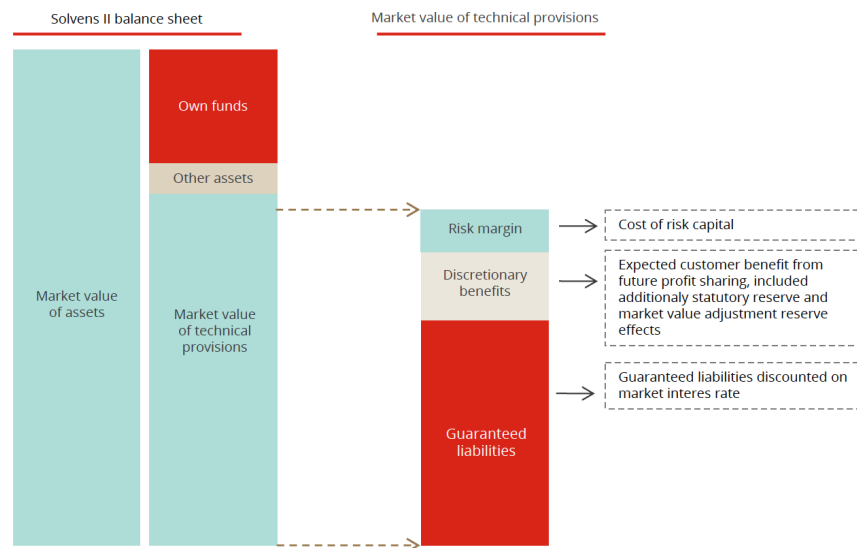 Solvens II balance sheet
Market value of technical provisions
Own funds
Other assets
Market value
of assets
Market value
of technical
provisions
Risk margin
Discretionary
benefits
Guaranteed
liabilities
Cost of risk capital
Expected customer benefit from
future profit sharing, included
additionaly statutory reserve and
market value adjustment reserve
effects
Guaranteed liabilities discounted on
market interes rate